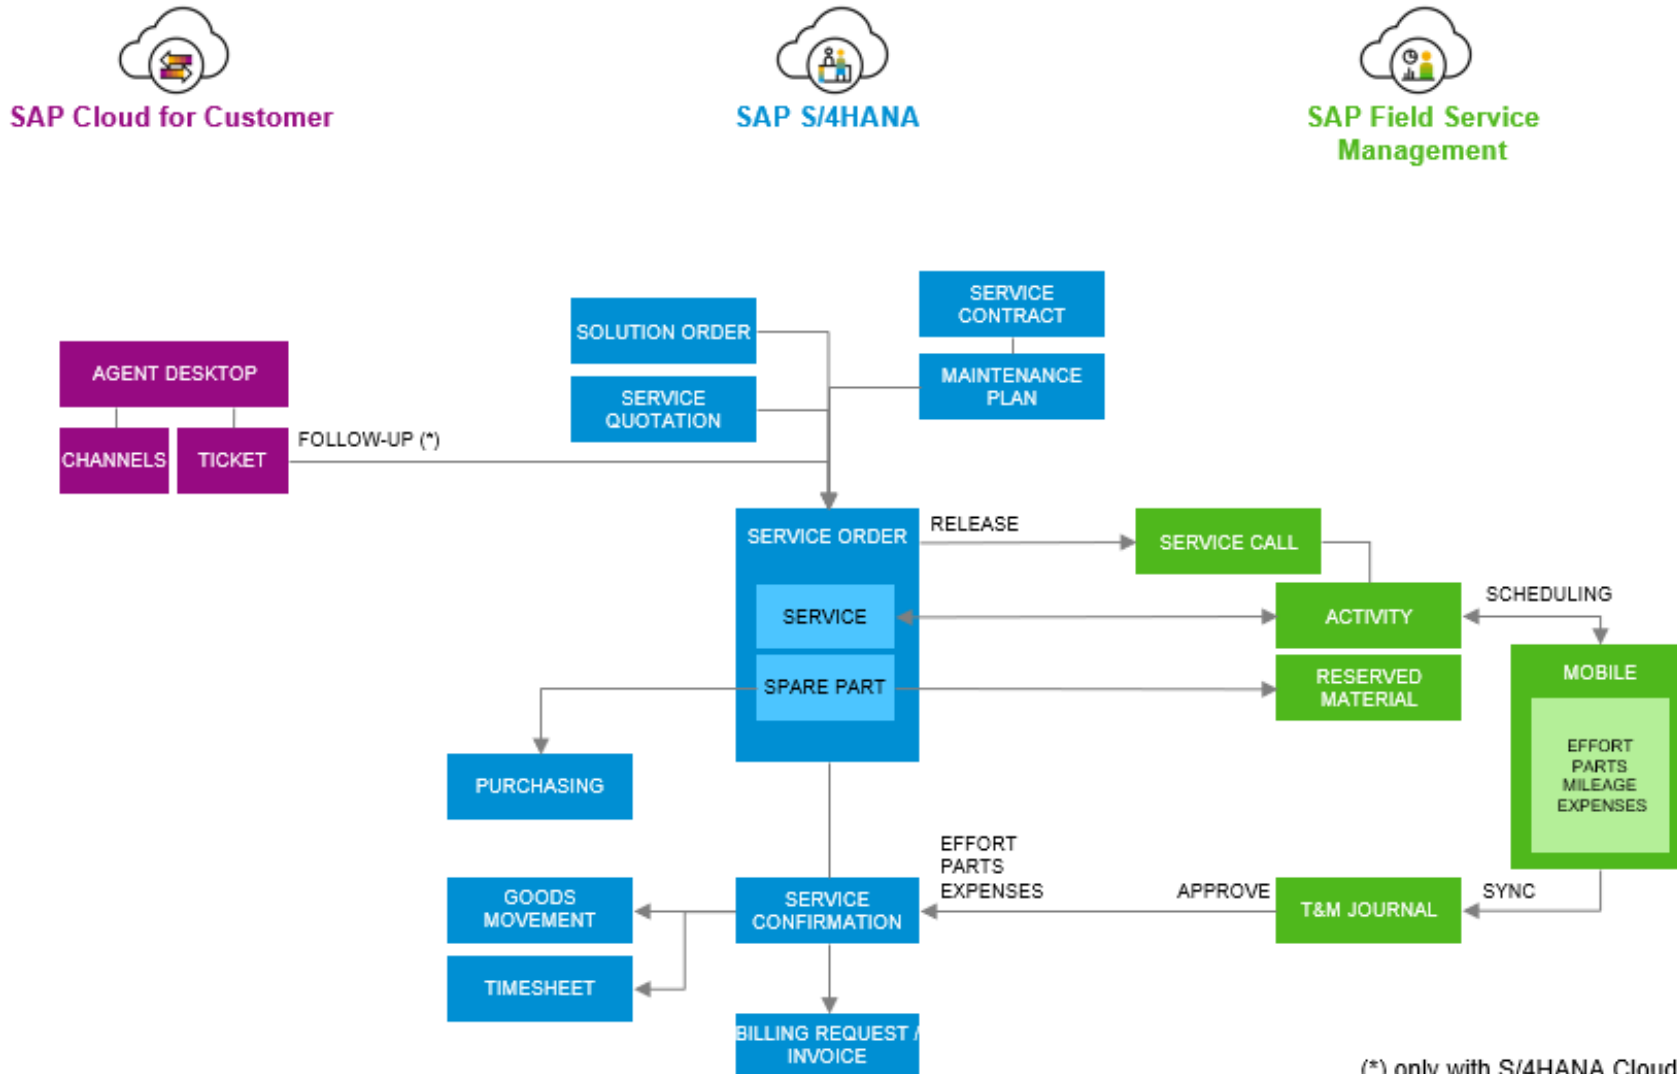 SAP Cloud for Customer
SAP S/4HANA
SAP Field Service
Management
SERVICE
CONTRACT
SOLUTION ORDER
MAINTENANCE
PLAN
AGENT DESKTOP
SERVICE
QUOTATION
CHANNELS
TICKET
FOLLOW-UP (*)
SERVICE ORDER
RELEASE
SERVICE CALL
SERVICE
ACTIVITY
SCHEDULING
SPARE PART
RESERVED
MATERIAL
MOBILE
EFFORT
PARTS
MILEAGE
EXPENSES
PURCHASING
EFFORT
PARTS
EXPENSES
GOODS
MOVEMENT
SERVICE
CONFIRMATION
APPROVE
T&M JOURNAL
SYNC
TIMESHEET
BILLING REQUEST /
INVOICE
(*) only with S/4HANA Cloud